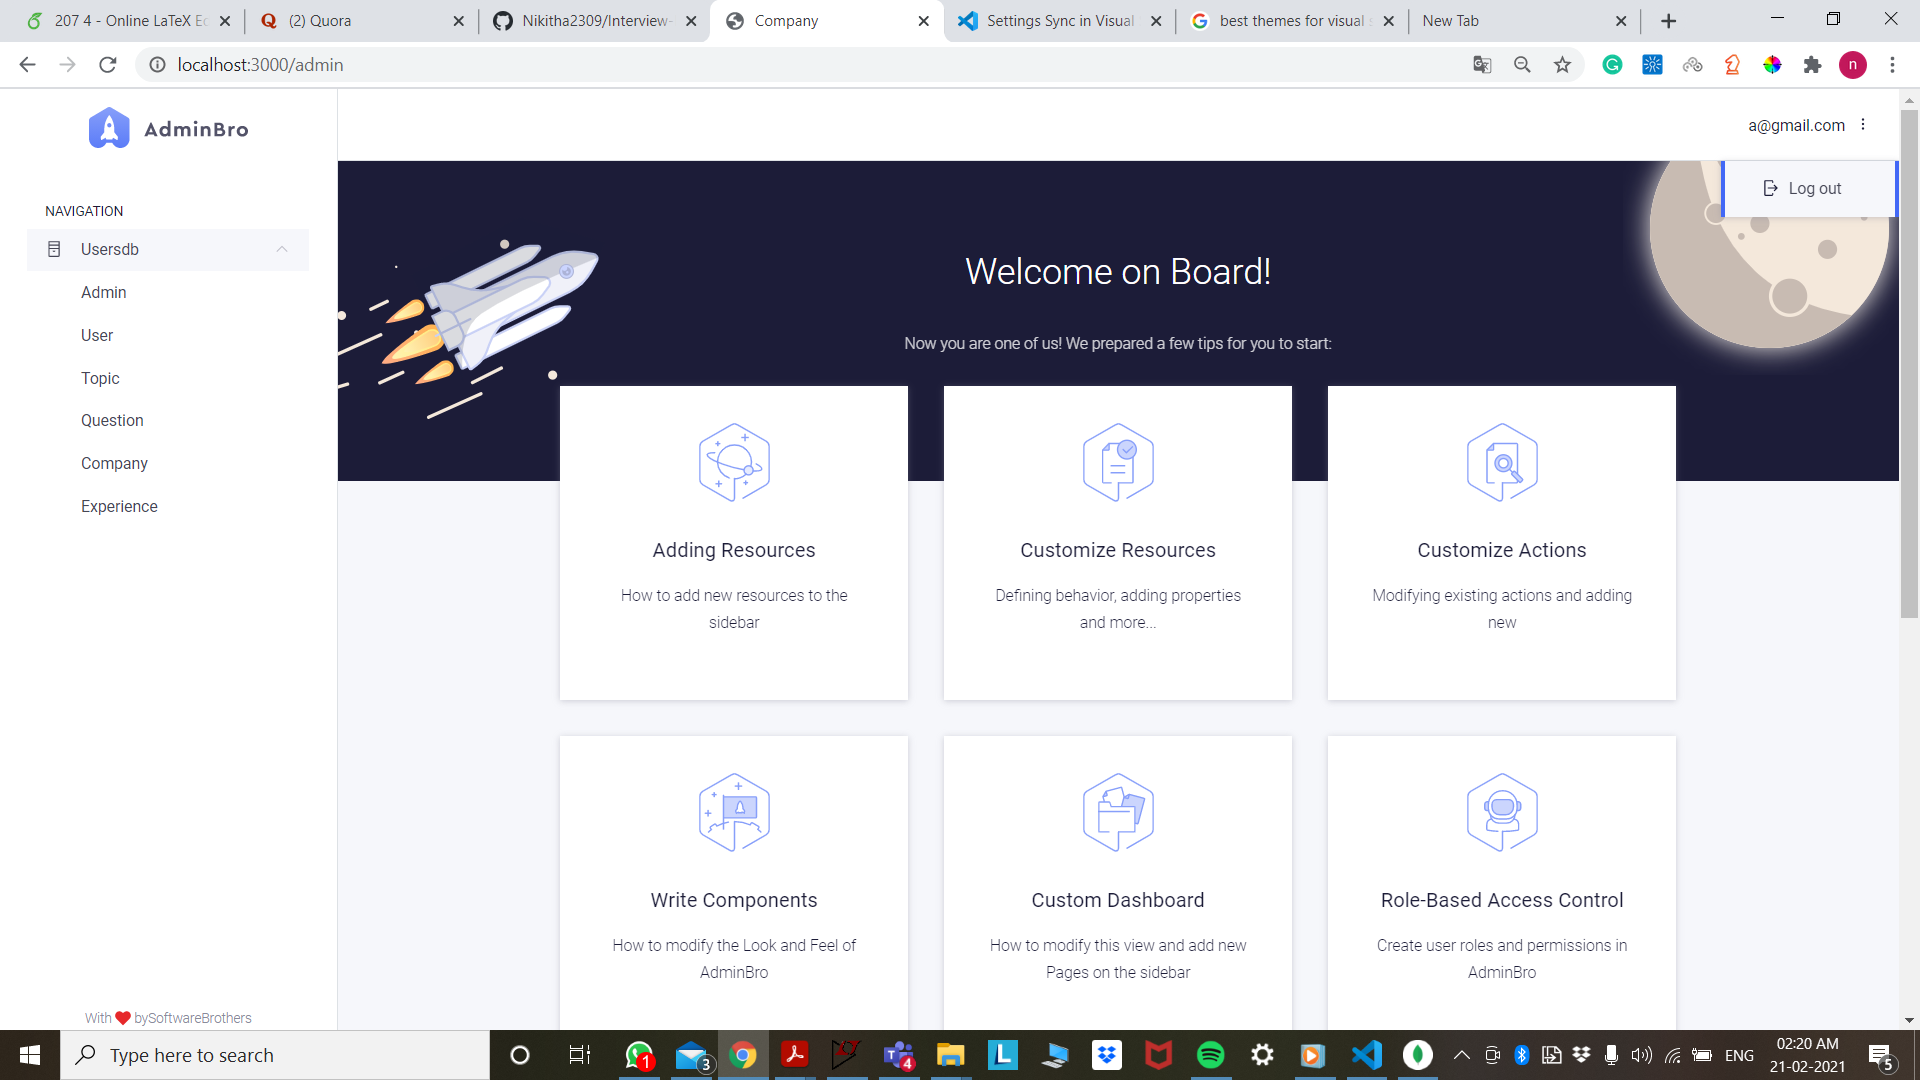 207 4 - Online LaTeX Ec
(2) Quora
Nikitha2309/Interview-
Company
Settings Sync in Visual
best themes for visual s
New Tab
localhost:3000/admin
n
AdminBro
a@gmail.com
Log out
NAVIGATION
Usersdb
Admin
User
Topic
Question
Company
Experience
Welcome on Board!
Now you are one of us! We prepared a few tips for you to start:
Adding Resources
How to add new resources to the
sidebar
Customize Resources
Defining behavior, adding properties
and more...
Customize Actions
Modifying existing actions and adding
new
Write Components
How to modify the Look and Feel of
AdminBro
Custom Dashboard
How to modify this view and add new
Pages on the sidebar
Role-Based Access Control
Create user roles and permissions in
AdminBro
With ❤ bySoftwareBrothers
Type here to search
1
3
4
L
ENG
02:20 AM
21-02-2021
5